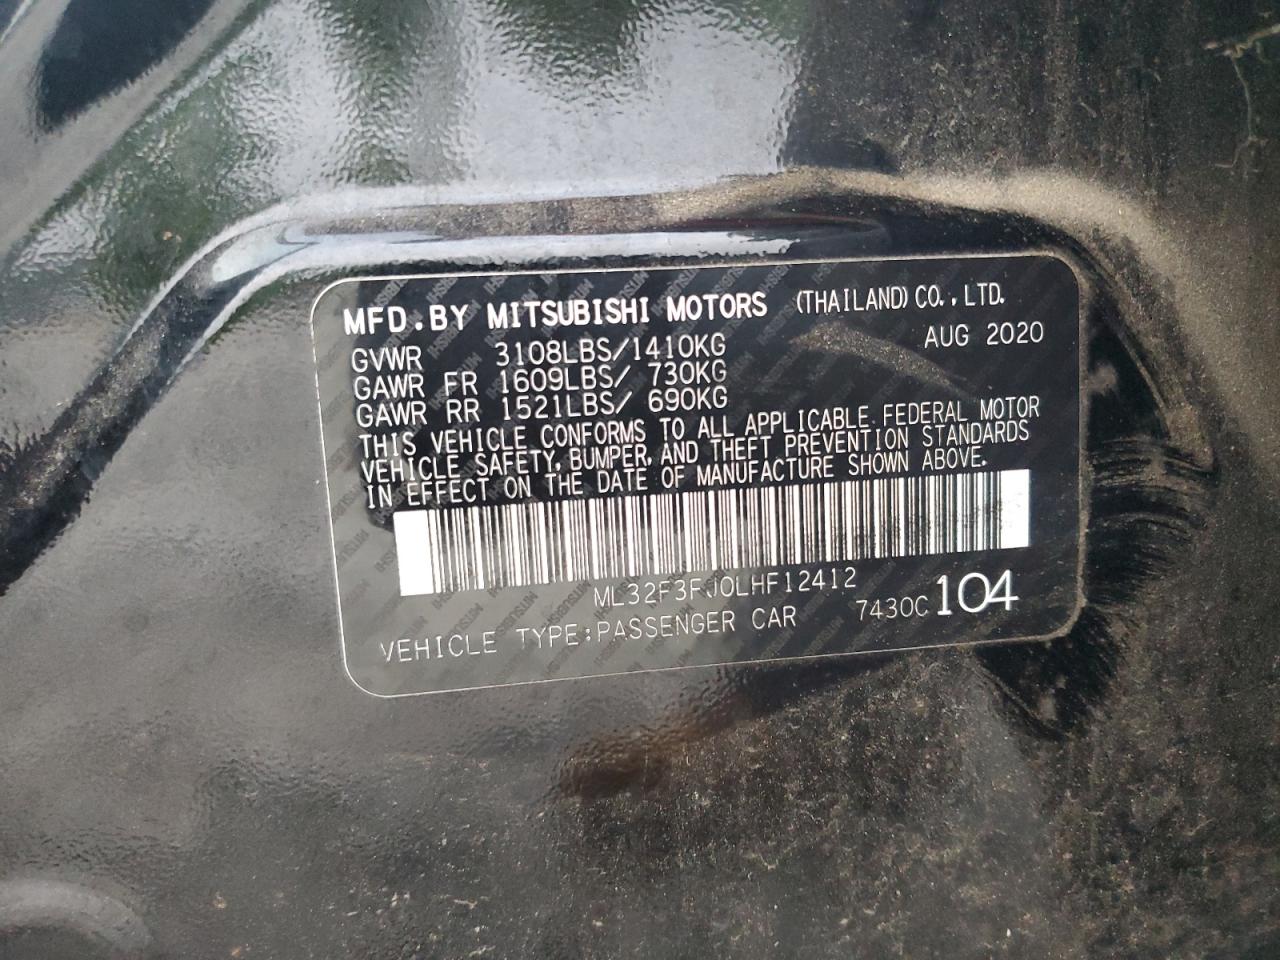 MFD.BY MITSUBISHI MOTORS (THAILAND) CO.,LTD.
AUG 2020
GVWR 3108LBS/1410KG
GAWR FR 1609LBS/ 730KG
GAWR RR 1521LBS/ 690KG
THIS VEHICLE CONFORMS TO ALL APPLICABLE FEDERAL MOTOR
VEHICLE SAFETY, BUMPER, AND THEFT PREVENTION STANDARDS
IN EFFECT ON THE DATE OF MANUFACTURE SHOWN ABOVE.
ML32F3FJ0LHF12412
7430C 104
VEHICLE TYPE:PASSENGER CAR